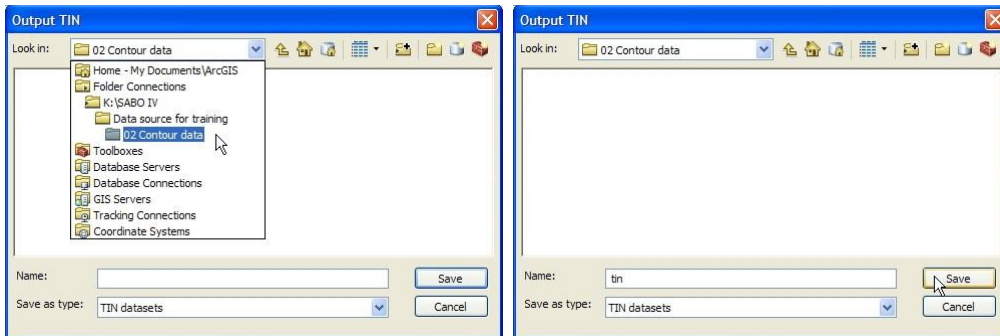 Output TIN
Look in: 02 Contour data
Home - My Documents\ArcGIS
Folder Connections
K:\SABO IV
Data source for training
02 Contour data
Toolboxes
Database Servers
Database Connections
GIS Servers
Tracking Connections
Coordinate Systems
Name: Save
Save as type: TIN datasets Cancel
Output TIN
Look in: 02 Contour data
Name: tin Save
Save as type: TIN datasets Cancel